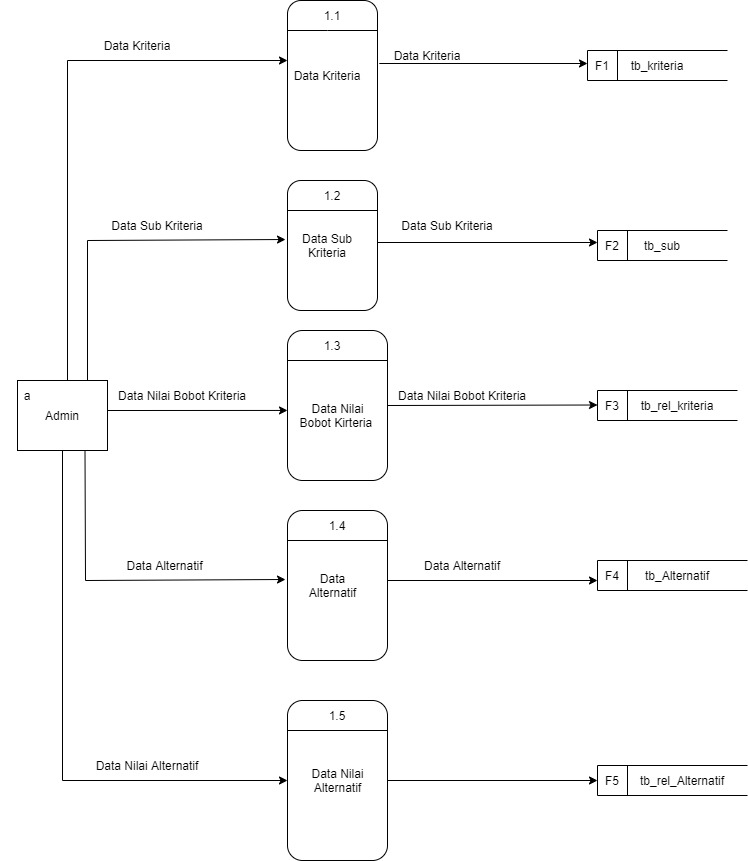 1.1
Data Kriteria
Data Kriteria
Data Kriteria
F1
tb_kriteria
1.2
Data Sub Kriteria
Data Sub
Kriteria
Data Sub Kriteria
F2
tb_sub
1.3
a
Admin
Data Nilai Bobot Kriteria
Data Nilai
Bobot Kirteria
Data Nilai Bobot Kriteria
F3
tb_rel_kriteria
1.4
Data Alternatif
Data
Alternatif
Data Alternatif
F4
tb_Alternatif
1.5
Data Nilai Alternatif
Data Nilai
Alternatif
F5
tb_rel_Alternatif